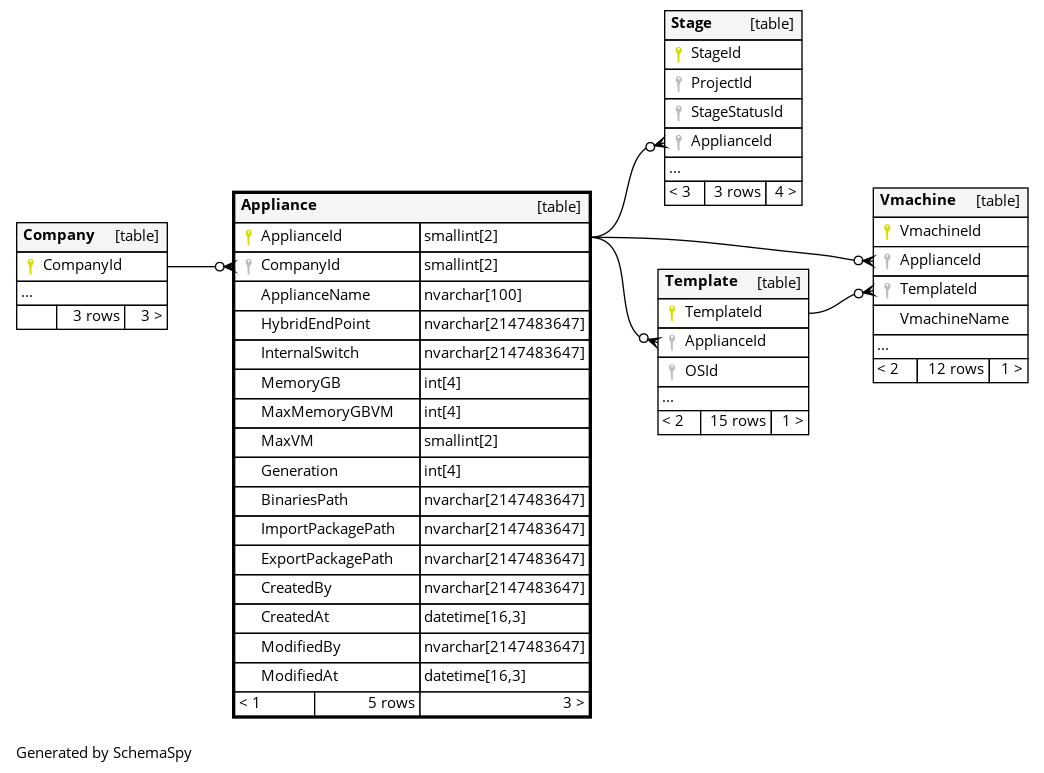 Stage [table]
StageId
ProjectId
StageStatusId
ApplianceId
...
< 3 3 rows 4 >
Company [table]
CompanyId
...
3 rows 3 >
Appliance [table]
ApplianceId smallint[2]
CompanyId smallint[2]
ApplianceName nvarchar[100]
HybridEndPoint nvarchar[2147483647]
InternalSwitch nvarchar[2147483647]
MemoryGB int[4]
MaxMemoryGBVM int[4]
MaxVM smallint[2]
Generation int[4]
BinariesPath nvarchar[2147483647]
ImportPackagePath nvarchar[2147483647]
ExportPackagePath nvarchar[2147483647]
CreatedBy nvarchar[2147483647]
CreatedAt datetime[16,3]
ModifiedBy nvarchar[2147483647]
ModifiedAt datetime[16,3]
< 1 5 rows 3 >
Template [table]
TemplateId
ApplianceId
OSId
...
< 2 15 rows 1 >
Vmachine [table]
VmachineId
ApplianceId
TemplateId
VmachineName
...
< 2 12 rows 1 >
Generated by SchemaSpy